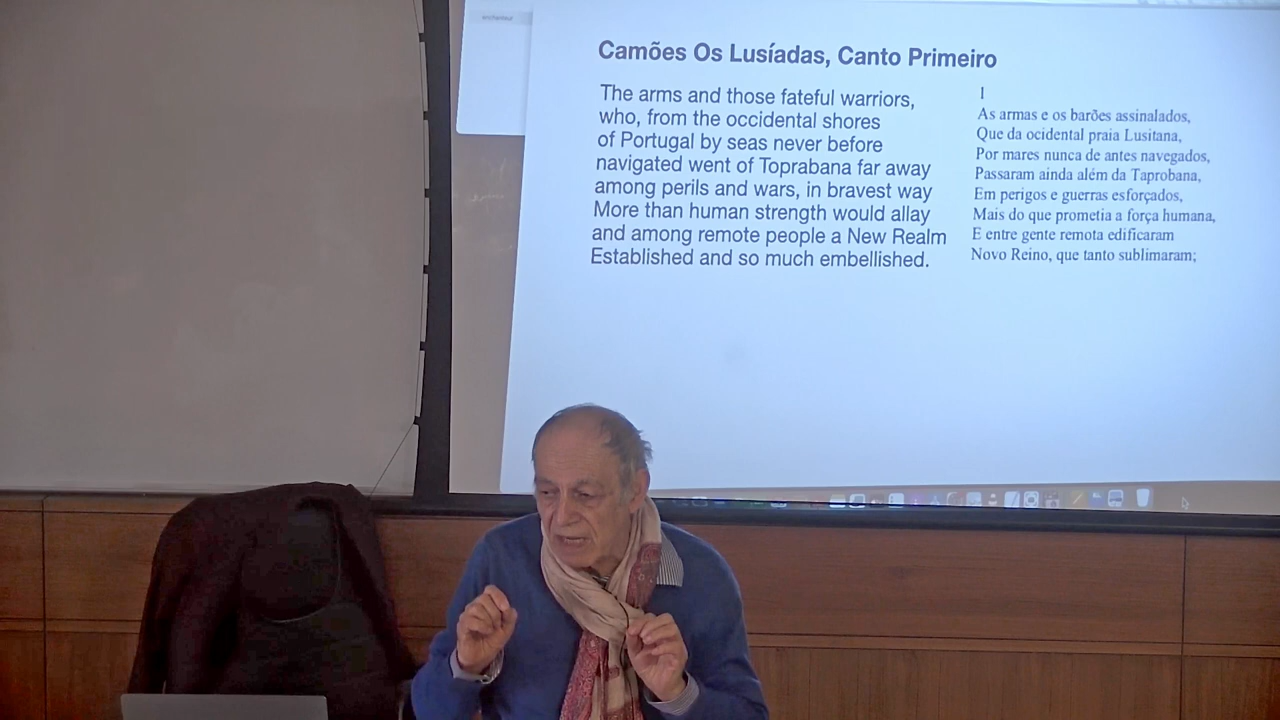 Camões Os Lusíadas, Canto Primeiro
The arms and those fateful warriors,
who, from the occidental shores
of Portugal by seas never before
navigated went of Toprabana far away
among perils and wars, in bravest way
More than human strength would allay
and among remote people a New Realm
Established and so much embellished.
I
As armas e os barões assinalados,
Que da ocidental praia Lusitana,
Por mares nunca de antes navegados,
Passaram ainda além da Taprobana,
Em perigos e guerras esforçados,
Mais do que prometia a força humana,
E entre gente remota edificaram
Novo Reino, que tanto sublimaram;